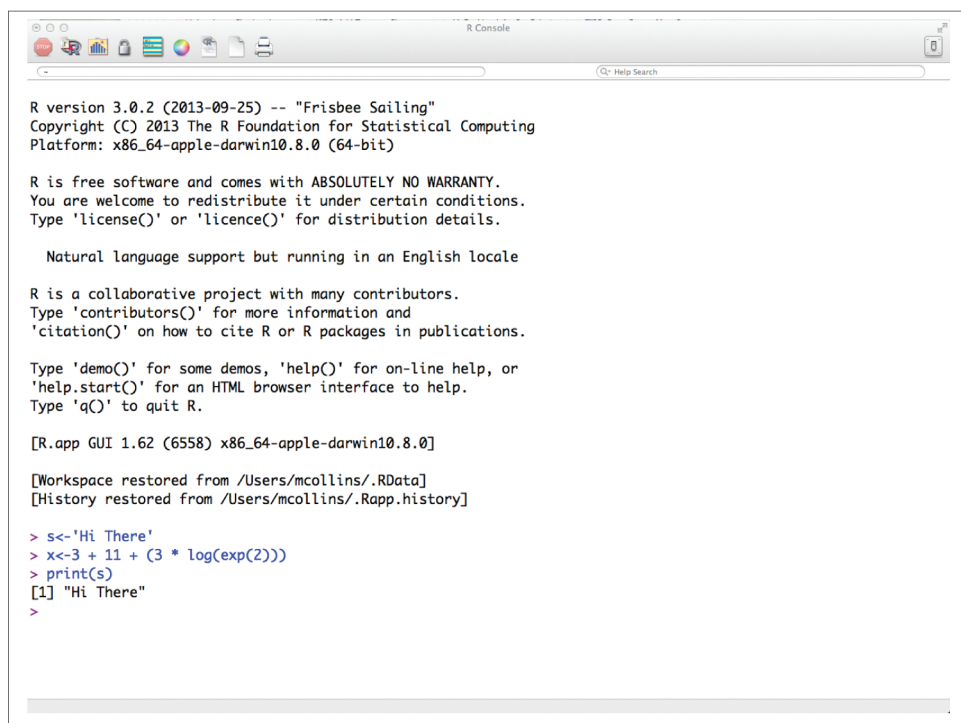 R Console
STOP
Help Search
R version 3.0.2 (2013-09-25) -- "Frisbee Sailing"
Copyright (C) 2013 The R Foundation for Statistical Computing
Platform: x86_64-apple-darwin10.8.0 (64-bit)
R is free software and comes with ABSOLUTELY NO WARRANTY.
You are welcome to redistribute it under certain conditions.
Type 'license()' or 'licence()' for distribution details.
Natural language support but running in an English locale
R is a collaborative project with many contributors.
Type 'contributors()' for more information and
'citation()' on how to cite R or R packages in publications.
Type 'demo()' for some demos, 'help()' for on-line help, or
'help.start()' for an HTML browser interface to help.
Type 'q()' to quit R.
[R.app GUI 1.62 (6558) x86_64-apple-darwin10.8.0]
[Workspace restored from /Users/mcollins/.RData]
[History restored from /Users/mcollins/.Rapp.history]
> s<-'Hi There'
> x<-3 + 11 + (3 * log(exp(2)))
> print(s)
[1] "Hi There"
>